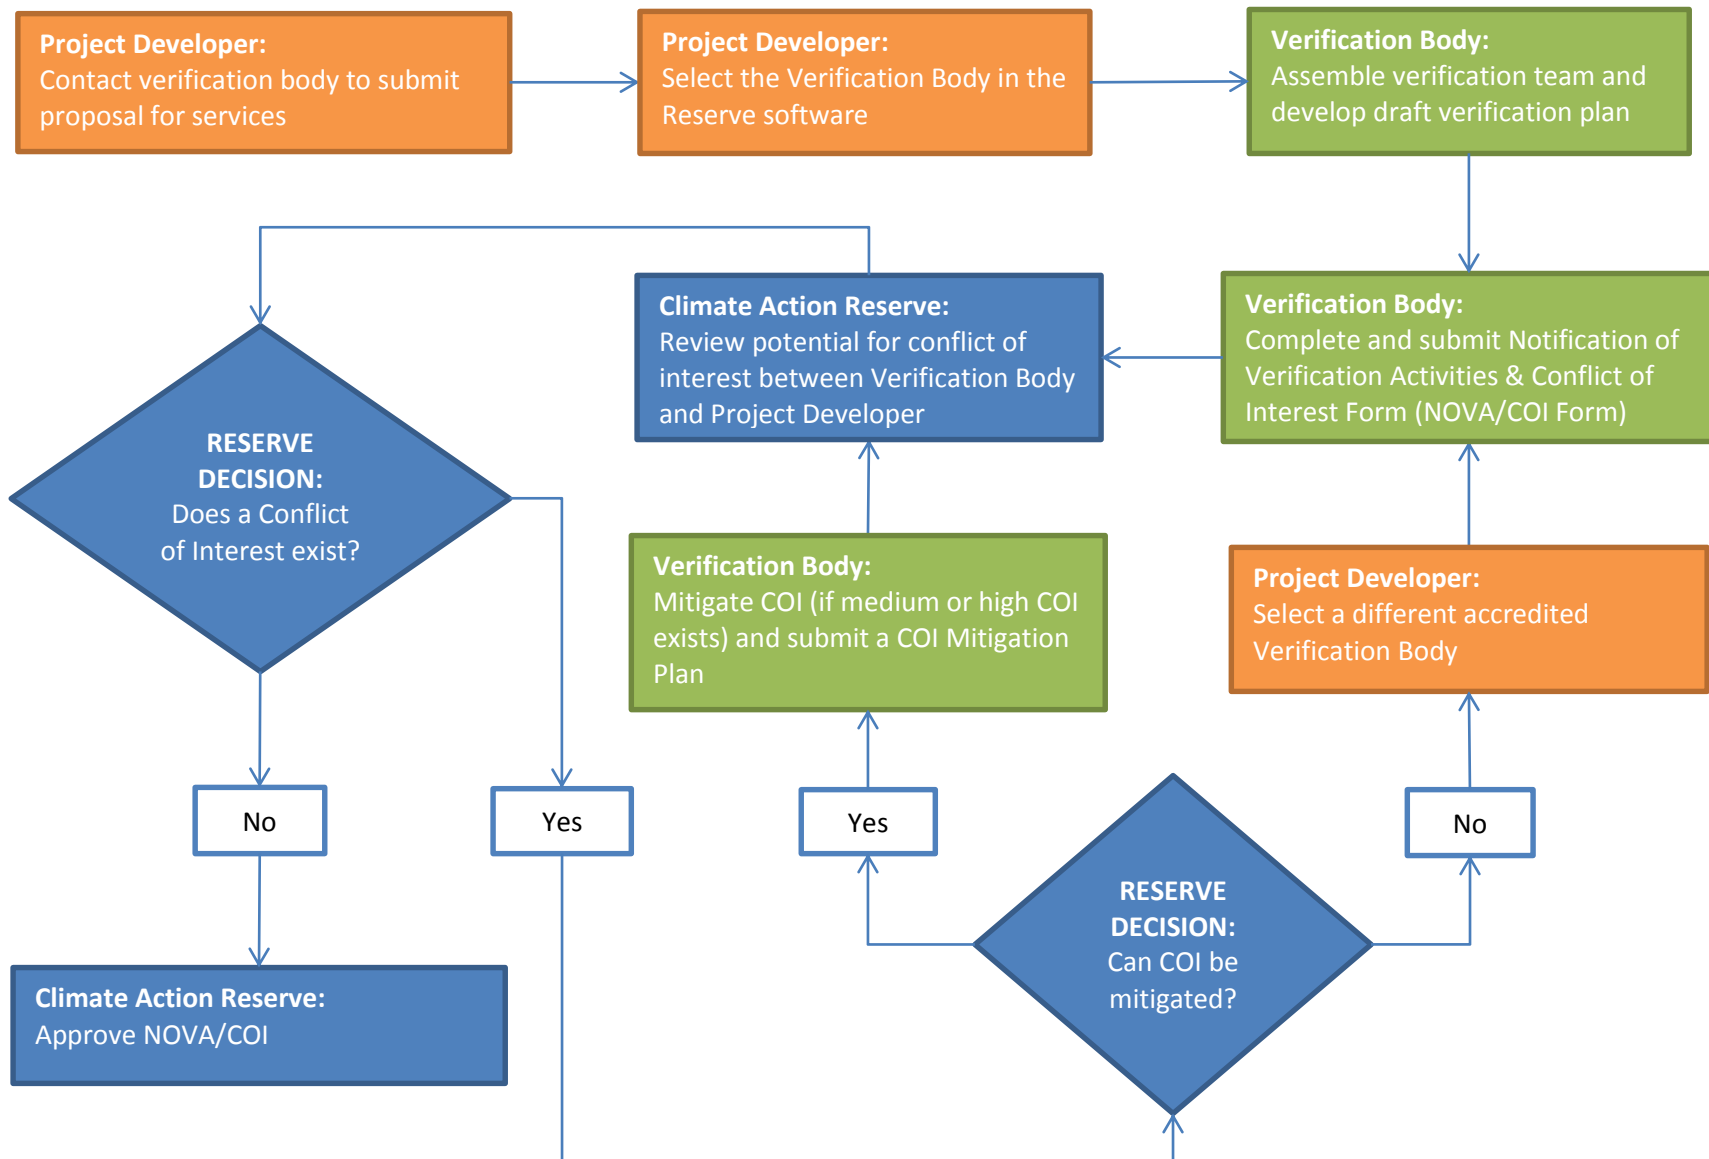 Project Developer:
Contact verification body to submit
proposal for services
Project Developer:
Select the Verification Body in the
Reserve software
Verification Body:
Assemble verification team and
develop draft verification plan
Climate Action Reserve:
Review potential for conflict of
interest between Verification Body
and Project Developer
Verification Body:
Complete and submit Notification of
Verification Activities & Conflict of
Interest Form (NOVA/COI Form)
RESERVE
DECISION:
Does a Conflict
of Interest exist?
Verification Body:
Mitigate COI (if medium or high COI
exists) and submit a COI Mitigation
Plan
Project Developer:
Select a different accredited
Verification Body
No
Yes
Yes
No
RESERVE
DECISION:
Can COI be
mitigated?
Climate Action Reserve:
Approve NOVA/COI